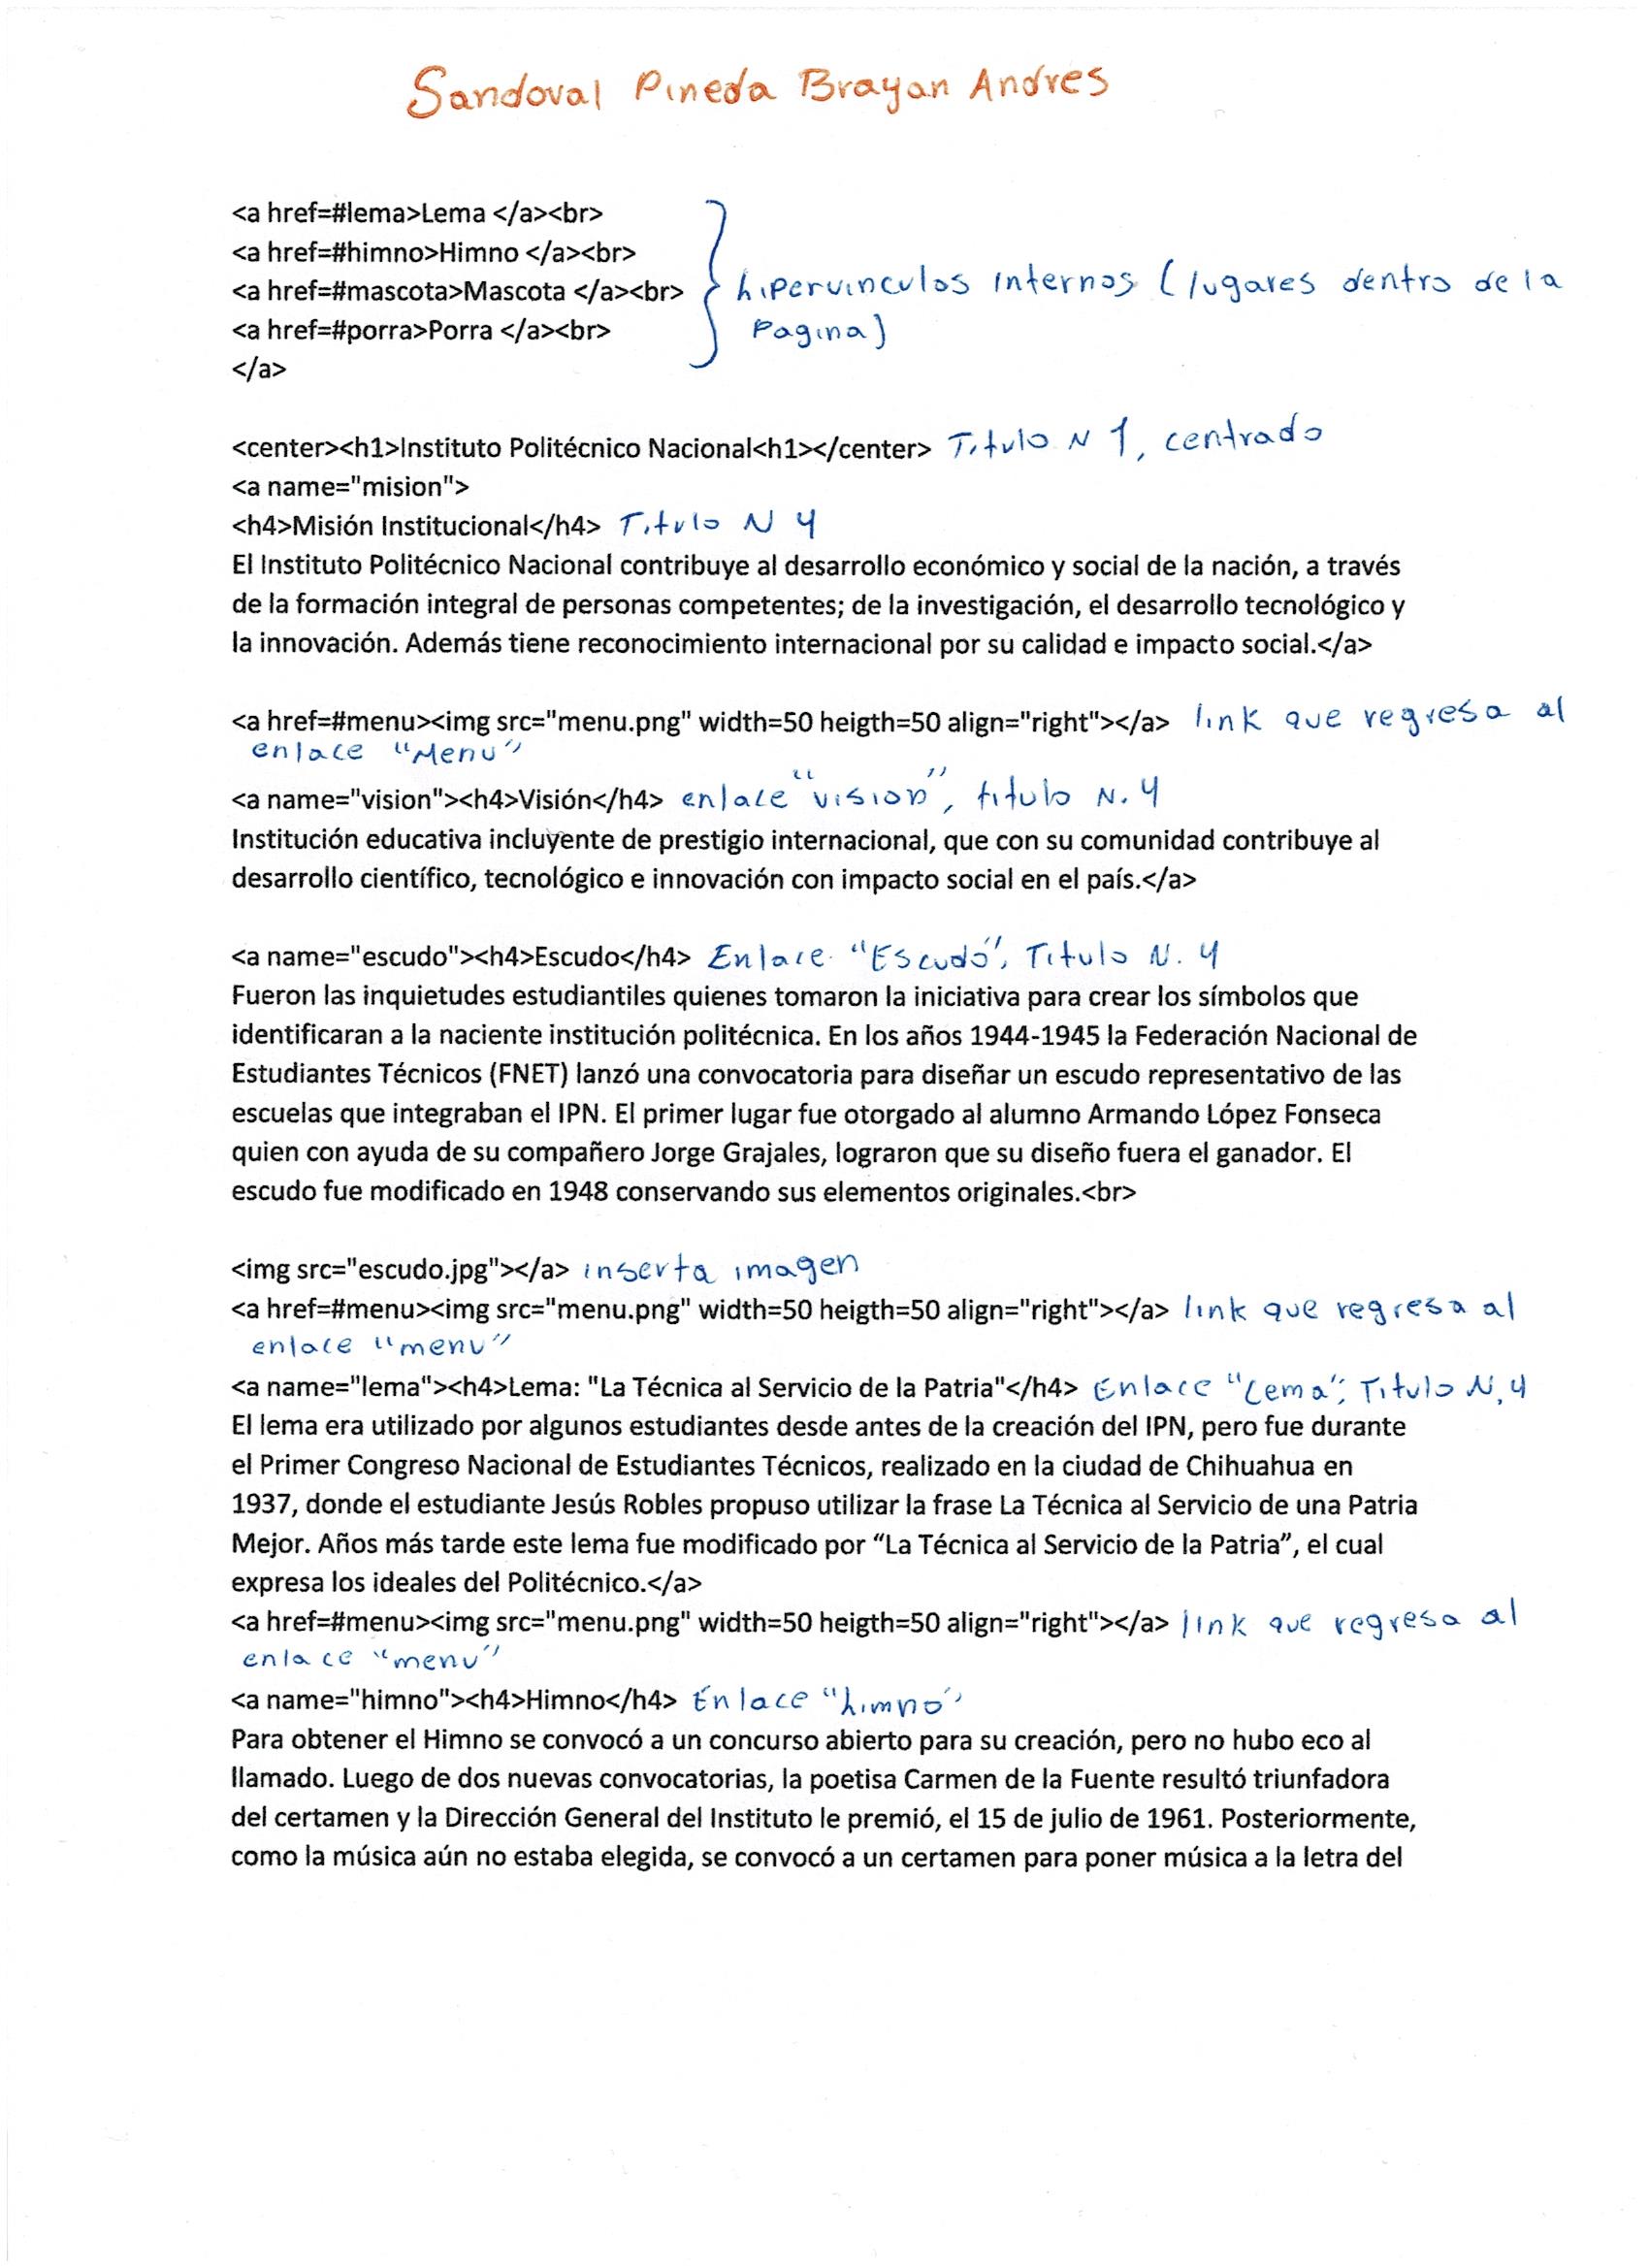 Sandoval Pineda Brayan Andres
<a href=#lema>Lema </a><br>
<a href=#himno>Himno </a><br>
<a href=#mascota>Mascota </a><br> hipervinculos internos (lugares dentro de la
<a href=#porra>Porra </a><br> Pagina)
</a>
<center><h1>Instituto Politécnico Nacional<h1></center> Titulo N 1, centrado
<a name="mision">
<h4>Misión Institucional</h4> Titulo N 4
El Instituto Politécnico Nacional contribuye al desarrollo económico y social de la nación, a través
de la formación integral de personas competentes; de la investigación, el desarrollo tecnológico y
la innovación. Además tiene reconocimiento internacional por su calidad e impacto social.</a>
<a href=#menu><img src="menu.png" width=50 heigth=50 align="right"></a> link que regresa al
enlace "Menu"
<a name="vision"><h4>Visión</h4> enlace "vision", titulo N. 4
Institución educativa incluyente de prestigio internacional, que con su comunidad contribuye al
desarrollo científico, tecnológico e innovación con impacto social en el país.</a>
<a name="escudo"><h4>Escudo</h4> Enlace "Escudo", Titulo N. 4
Fueron las inquietudes estudiantiles quienes tomaron la iniciativa para crear los símbolos que
identificaran a la naciente institución politécnica. En los años 1944-1945 la Federación Nacional de
Estudiantes Técnicos (FNET) lanzó una convocatoria para diseñar un escudo representativo de las
escuelas que integraban el IPN. El primer lugar fue otorgado al alumno Armando López Fonseca
quien con ayuda de su compañero Jorge Grajales, lograron que su diseño fuera el ganador. El
escudo fue modificado en 1948 conservando sus elementos originales.<br>
<img src="escudo.jpg"></a> inserta imagen
<a href=#menu><img src="menu.png" width=50 heigth=50 align="right"></a> link que regresa al
enlace "menu"
<a name="lema"><h4>Lema: "La Técnica al Servicio de la Patria"</h4> Enlace "Lema", Titulo N. 4
El lema era utilizado por algunos estudiantes desde antes de la creación del IPN, pero fue durante
el Primer Congreso Nacional de Estudiantes Técnicos, realizado en la ciudad de Chihuahua en
1937, donde el estudiante Jesús Robles propuso utilizar la frase La Técnica al Servicio de una Patria
Mejor. Años más tarde este lema fue modificado por “La Técnica al Servicio de la Patria”, el cual
expresa los ideales del Politécnico.</a>
<a href=#menu><img src="menu.png" width=50 heigth=50 align="right"></a> link que regresa al
enlace "menu"
<a name="himno"><h4>Himno</h4> Enlace "himno"
Para obtener el Himno se convocó a un concurso abierto para su creación, pero no hubo eco al
llamado. Luego de dos nuevas convocatorias, la poetisa Carmen de la Fuente resultó triunfadora
del certamen y la Dirección General del Instituto le premió, el 15 de julio de 1961. Posteriormente,
como la música aún no estaba elegida, se convocó a un certamen para poner música a la letra del